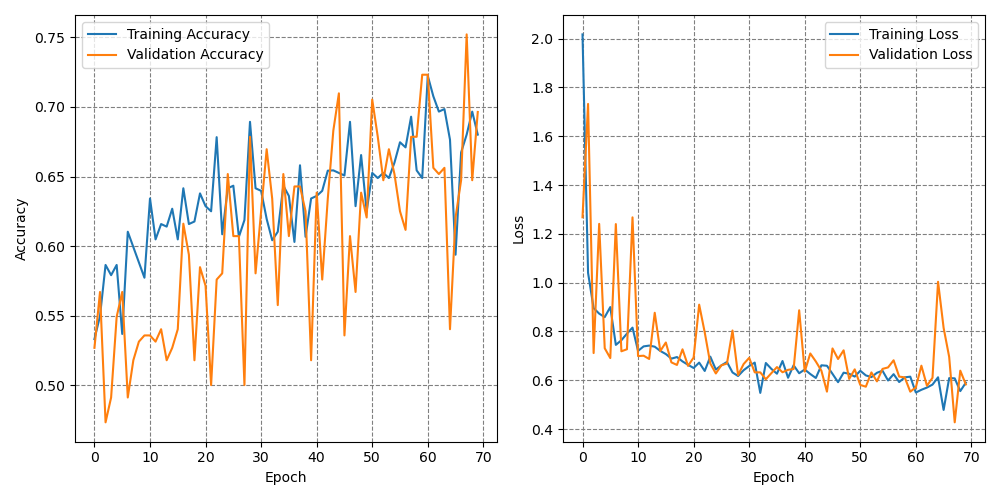 Training Accuracy
Validation Accuracy
0.75
0.70
0.65
0.60
0.55
0.50
Accuracy
0 10 20 30 40 50 60 70
Epoch
Training Loss
Validation Loss
2.0
1.8
1.6
1.4
1.2
1.0
0.8
0.6
0.4
Loss
0 10 20 30 40 50 60 70
Epoch